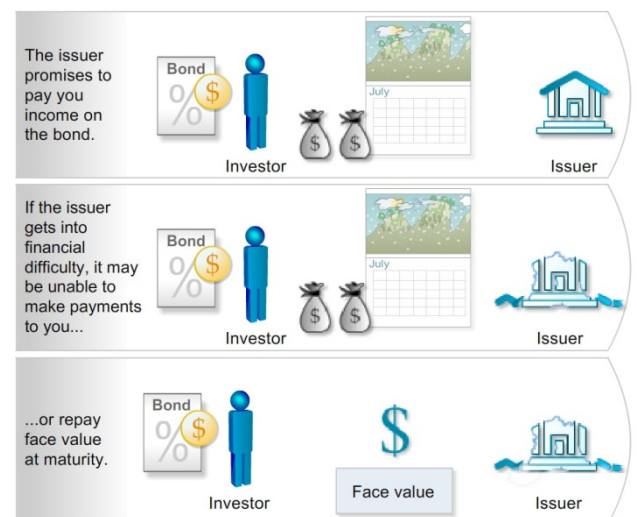 The issuer
promises to
pay you
income on
the bond.
Bond
%
$
Investor
$ $
July
Issuer
If the issuer
gets into
financial
difficulty, it may
be unable to
make payments
to you...
Bond
%
$
Investor
$ $
July
Issuer
...or repay
face value
at maturity.
Bond
%
$
Investor
$
Face value
Issuer